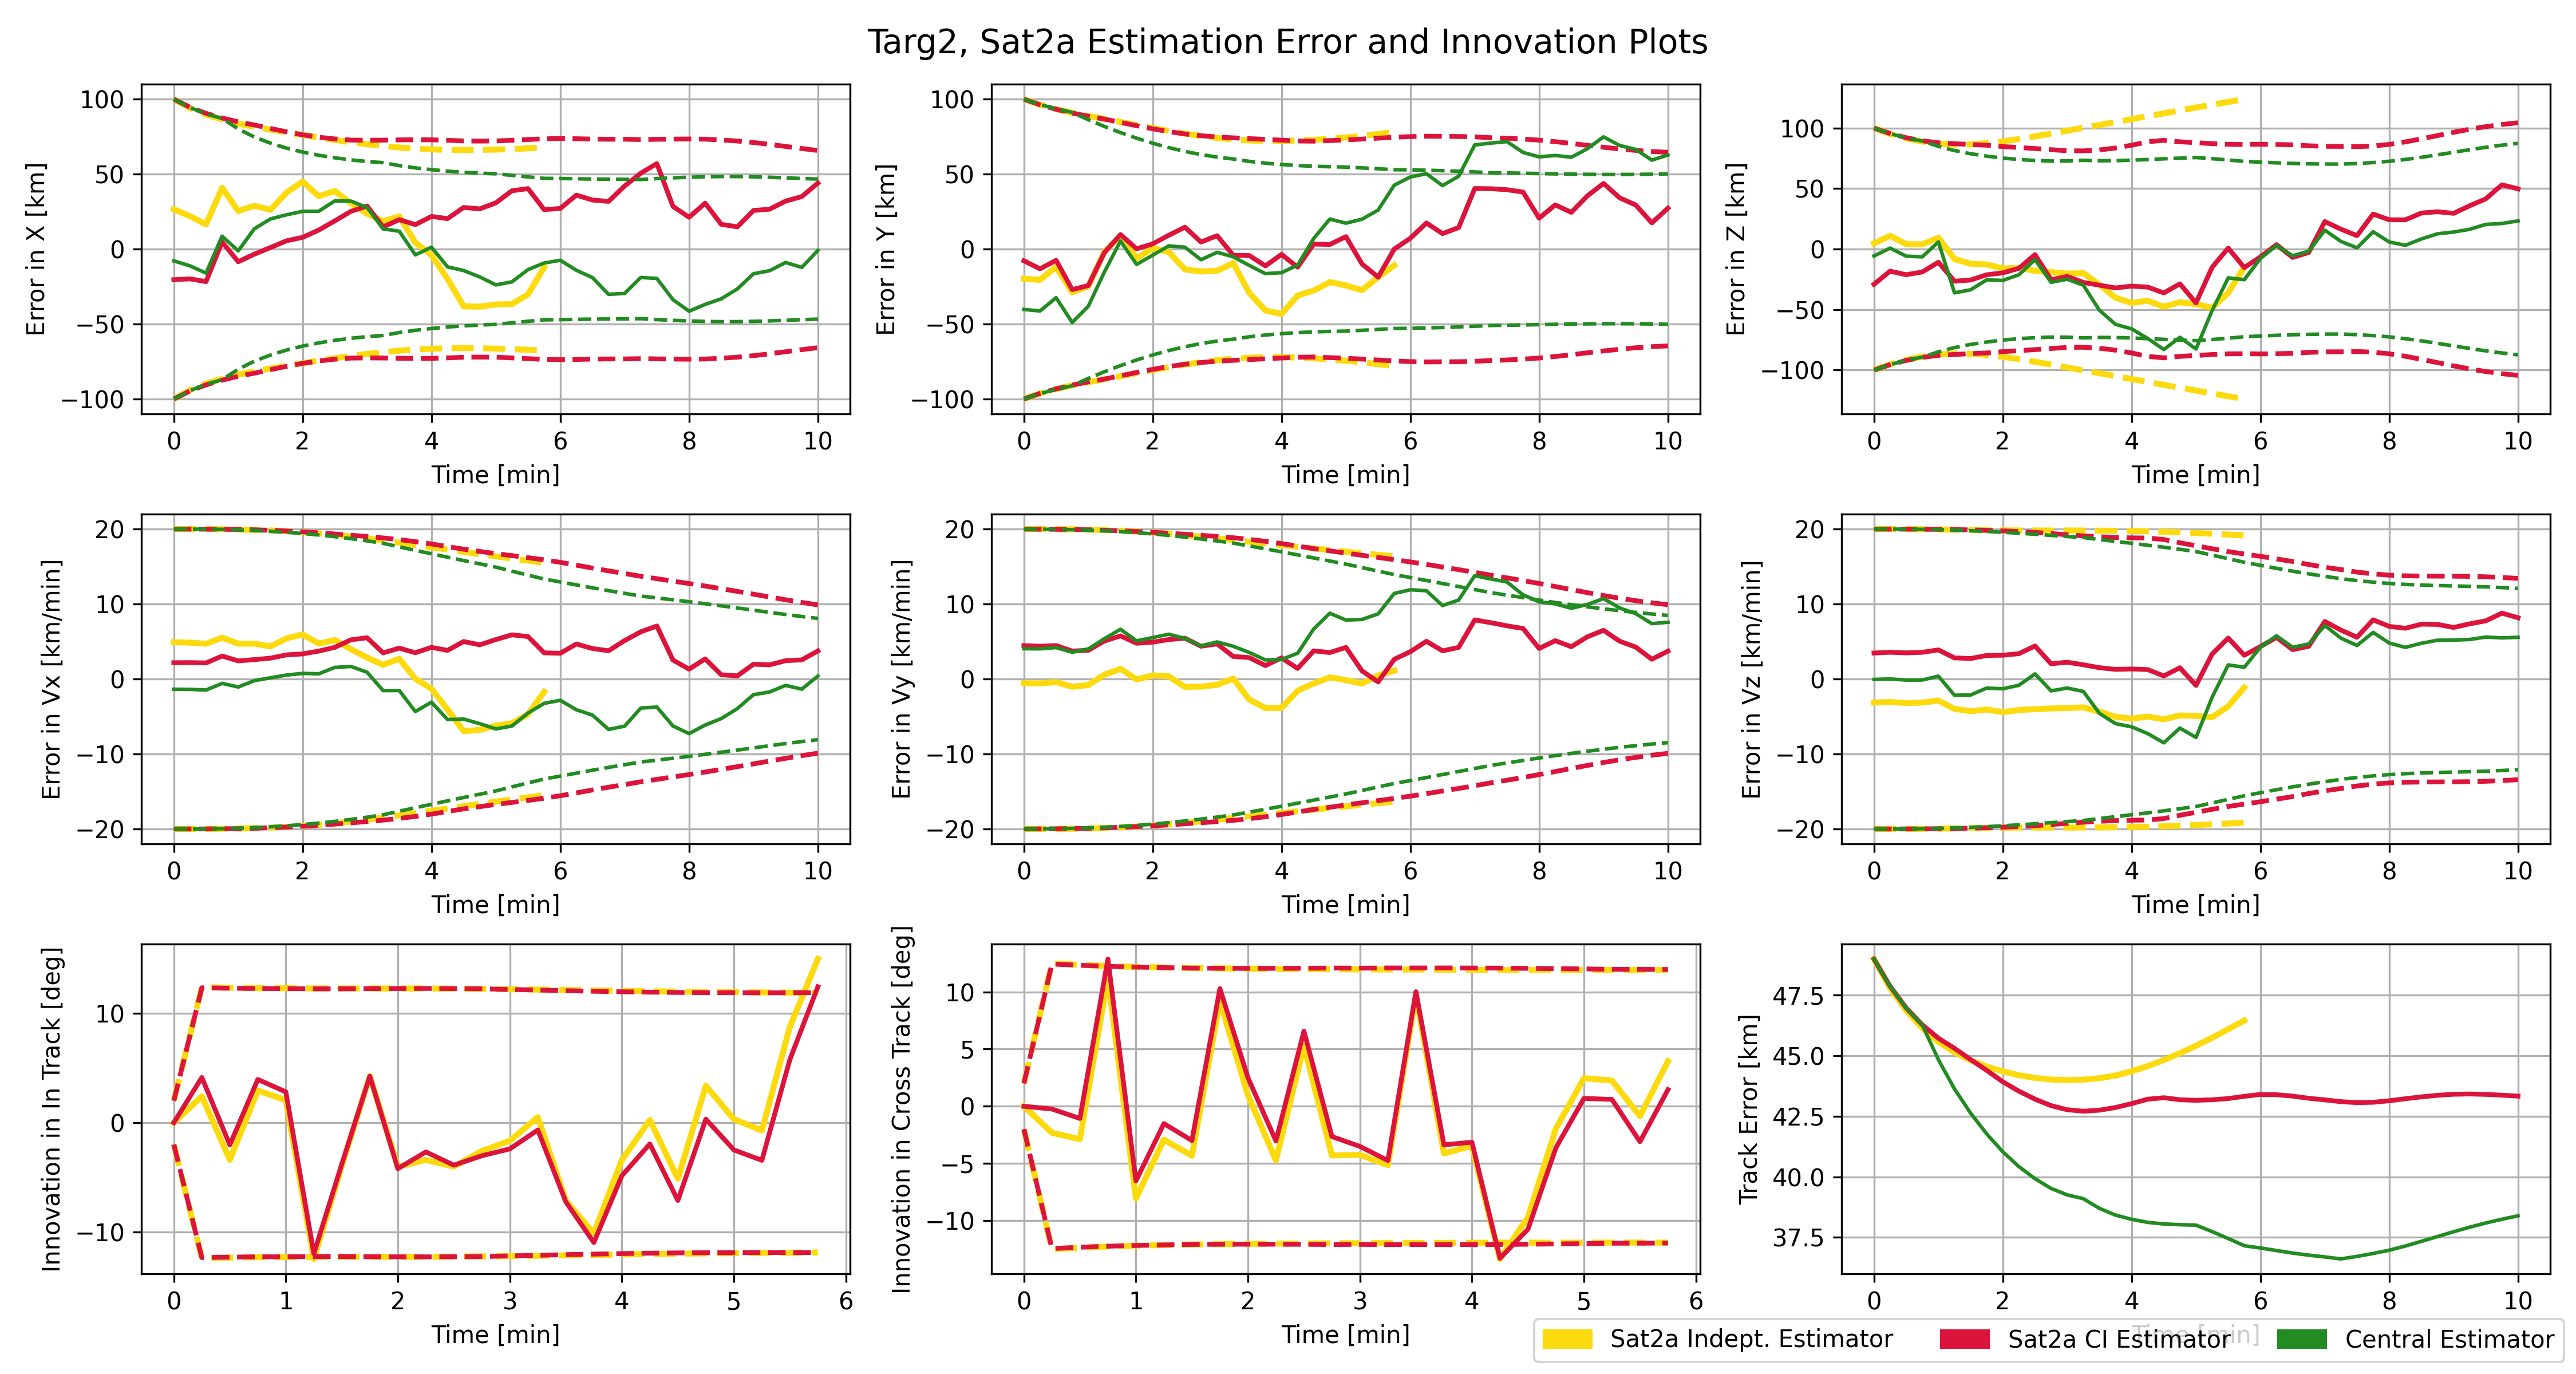 Targ2, Sat2a Estimation Error and Innovation Plots
Error in X [km]
100
50
0
−50
−100
0 2 4 6 8 10
Time [min]
Error in Y [km]
100
50
0
−50
−100
0 2 4 6 8 10
Time [min]
Error in Z [km]
100
50
0
−50
−100
0 2 4 6 8 10
Time [min]
Error in Vx [km/min]
20
10
0
−10
−20
0 2 4 6 8 10
Time [min]
Error in Vy [km/min]
20
10
0
−10
−20
0 2 4 6 8 10
Time [min]
Error in Vz [km/min]
20
10
0
−10
−20
0 2 4 6 8 10
Time [min]
Innovation in In Track [deg]
10
0
−10
0 1 2 3 4 5 6
Time [min]
Innovation in Cross Track [deg]
10
5
0
−5
−10
0 1 2 3 4 5 6
Time [min]
Track Error [km]
47.5
45.0
42.5
40.0
37.5
0 2 4 6 8 10
Time [min]
Sat2a Indept. Estimator Sat2a CI Estimator Central Estimator